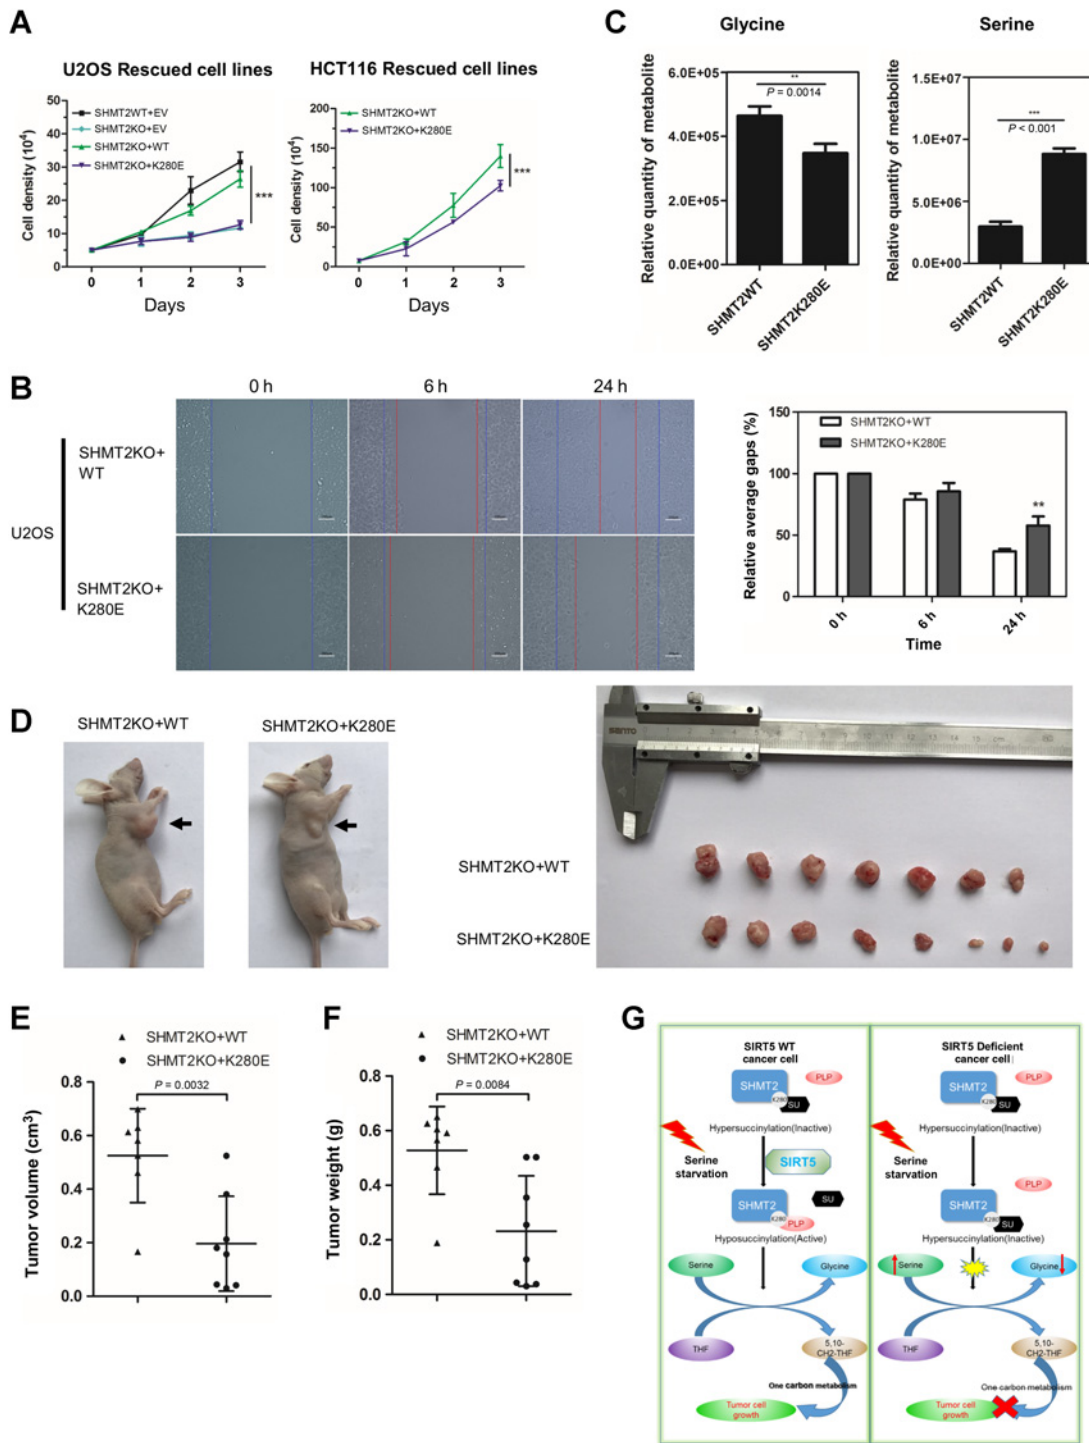 A
U2OS Rescued cell lines
HCT116 Rescued cell lines
Cell density (10⁴)
50
40
30
20
10
0
SHMT2WT+EV
SHMT2KO+EV
SHMT2KO+WT
SHMT2KO+K280E
***
0 1 2 3
Days
Cell density (10⁴)
200
150
100
50
0
SHMT2KO+WT
SHMT2KO+K280E
***
0 1 2 3
Days
C
Glycine
Serine
Relative quantity of metabolite
6.0E+05
4.0E+05
2.0E+05
0.0E+00
**
P = 0.0014
SHMT2WT
SHMT2K280E
Relative quantity of metabolite
1.5E+07
1.0E+07
5.0E+06
0.0E+00
***
P < 0.001
SHMT2WT
SHMT2K280E
B
0 h
6 h
24 h
U2OS
SHMT2KO+
WT
SHMT2KO+
K280E
Relative average gaps (%)
150
100
50
0
SHMT2KO+WT
SHMT2KO+K280E
**
0 h
6 h
24 h
Time
D
SHMT2KO+WT
SHMT2KO+K280E
SHMT2KO+WT
SHMT2KO+K280E
E
SHMT2KO+WT
SHMT2KO+K280E
P = 0.0032
Tumor volume (cm³)
0.8
0.6
0.4
0.2
0.0
F
SHMT2KO+WT
SHMT2KO+K280E
P = 0.0084
Tumor weight (g)
0.8
0.6
0.4
0.2
0.0
G
SIRT5 WT
cancer cell
SHMT2
PLP
K280
SU
Hypersuccinylation(Inactive)
Serine
starvation
SIRT5
SHMT2
SU
K280
PLP
Hyposuccinylation(Active)
Serine
Glycine
THF
5,10-
CH2-THF
One carbon metabolism
Tumor cell
growth
SIRT5 Deficient
cancer cell
SHMT2
PLP
K280
SU
Hypersuccinylation(Inactive)
Serine
starvation
PLP
SHMT2
K280
SU
Hypersuccinylation(Inactive)
Serine
Glycine
THF
5,10-
CH2-THF
One carbon metabolism
Tumor cell
growth